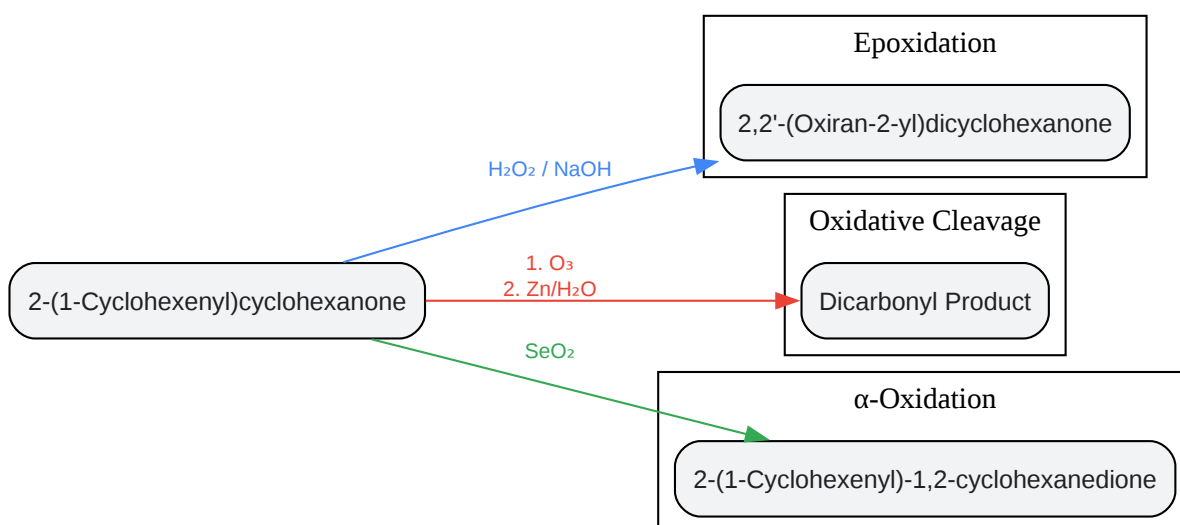 Epoxidation
2,2'-(Oxiran-2-yl)dicyclohexanone
H₂O₂ / NaOH
Oxidative Cleavage
1. O₃
2. Zn/H₂O
2-(1-Cyclohexenyl)cyclohexanone
Dicarbonyl Product
SeO₂
α-Oxidation
2-(1-Cyclohexenyl)-1,2-cyclohexanedione